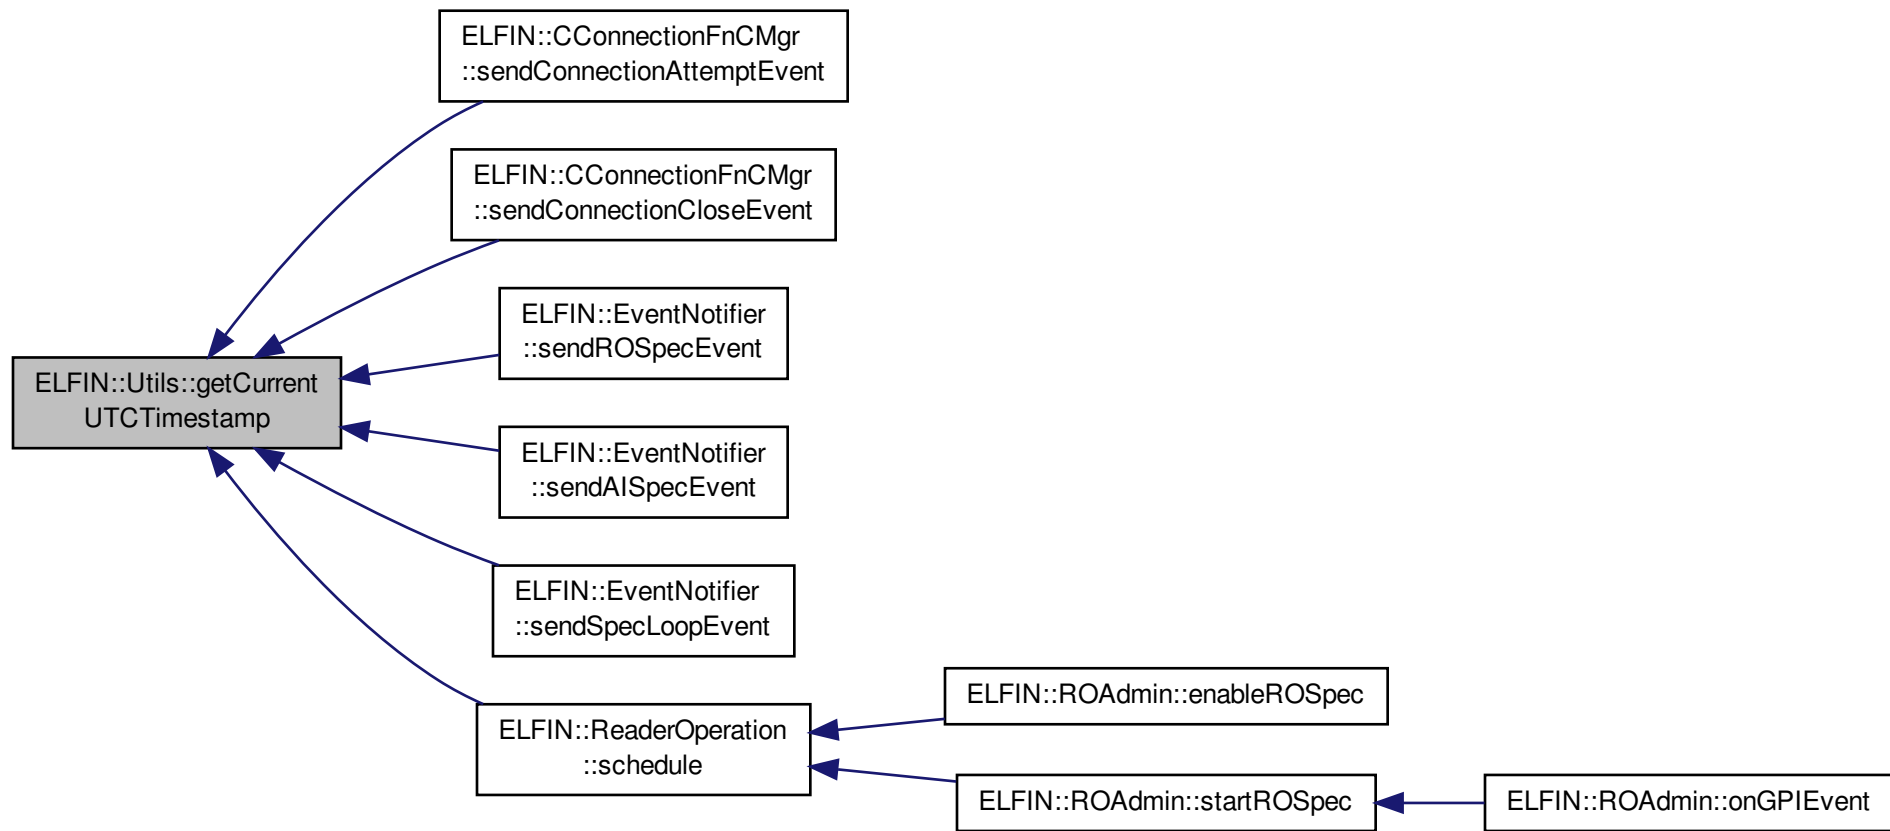 ELFIN::CConnectionFnCMgr
::sendConnectionAttemptEvent
ELFIN::CConnectionFnCMgr
::sendConnectionCloseEvent
ELFIN::EventNotifier
::sendROSpecEvent
ELFIN::Utils::getCurrent
UTCTimestamp
ELFIN::EventNotifier
::sendAISpecEvent
ELFIN::EventNotifier
::sendSpecLoopEvent
ELFIN::ReaderOperation
::schedule
ELFIN::ROAdmin::enableROSpec
ELFIN::ROAdmin::startROSpec
ELFIN::ROAdmin::onGPIEvent